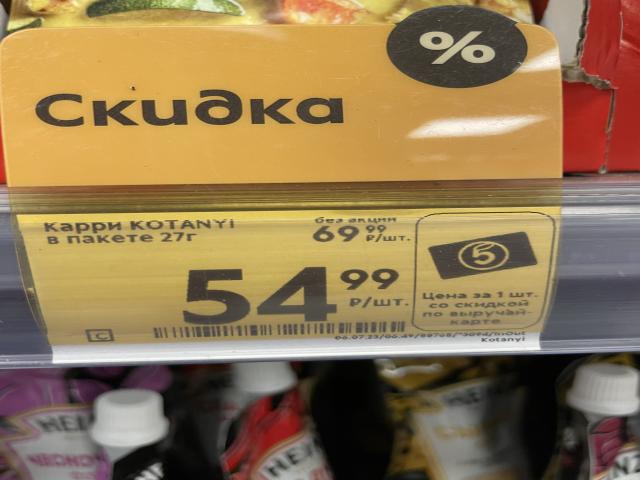 %
Скидка
карри KOTANYi
в пакете 27г
без акции
69 99
₽/шт.
54 99
₽/шт.
5
Цена за 1 шт.
со скидкой
по выручай-
карте
C
Kotanyi
HEIN